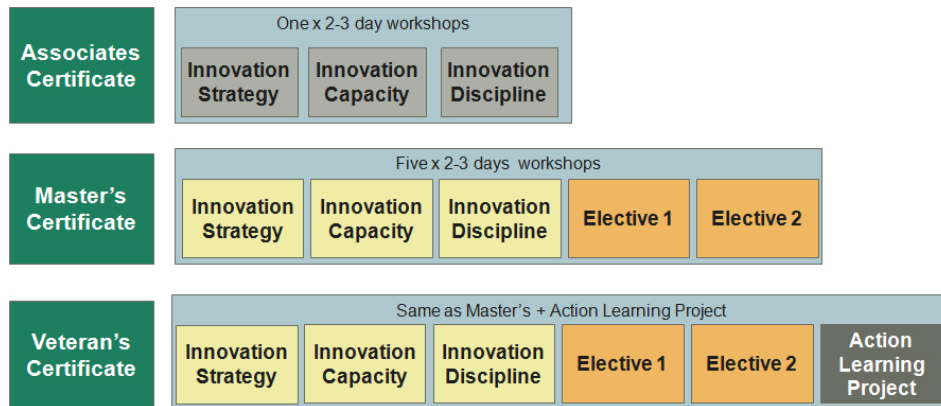 Associates
Certificate
One x 2-3 day workshops
Innovation
Strategy
Innovation
Capacity
Innovation
Discipline
Master's
Certificate
Five x 2-3 days workshops
Innovation
Strategy
Innovation
Capacity
Innovation
Discipline
Elective 1
Elective 2
Veteran's
Certificate
Same as Master's + Action Learning Project
Innovation
Strategy
Innovation
Capacity
Innovation
Discipline
Elective 1
Elective 2
Action
Learning
Project